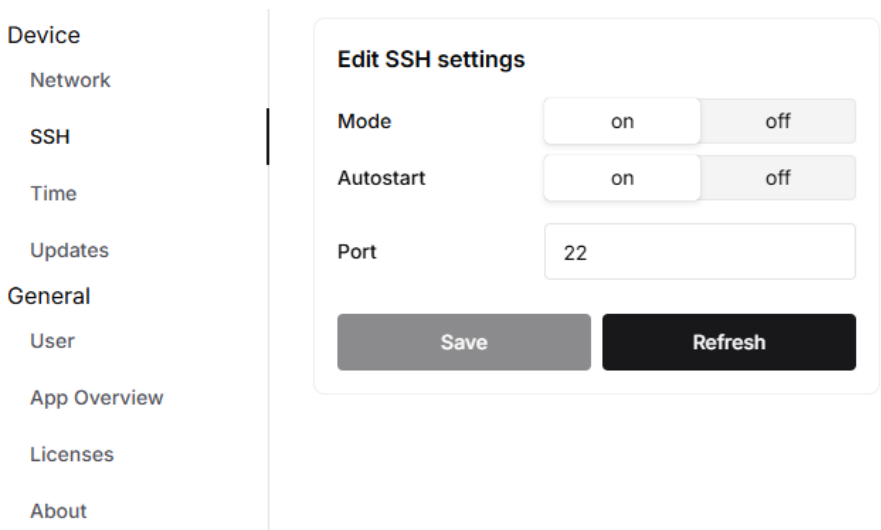 Device
Network
SSH
Time
Updates
General
User
App Overview
Licenses
About
Edit SSH settings
Mode on off
Autostart on off
Port 22
Save Refresh